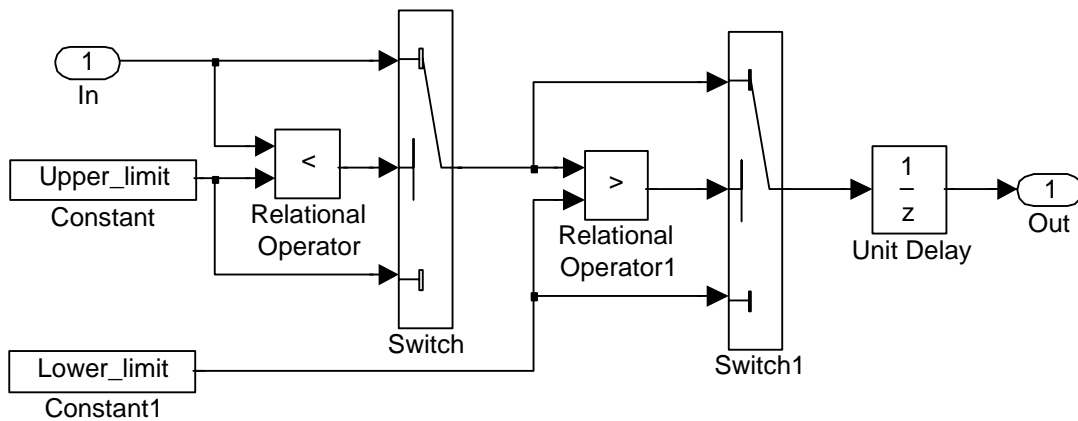 1
In
Upper_limit
Constant
<
Relational
Operator
Switch
>
Relational
Operator1
Lower_limit
Constant1
Switch1
1
z
Unit Delay
1
Out